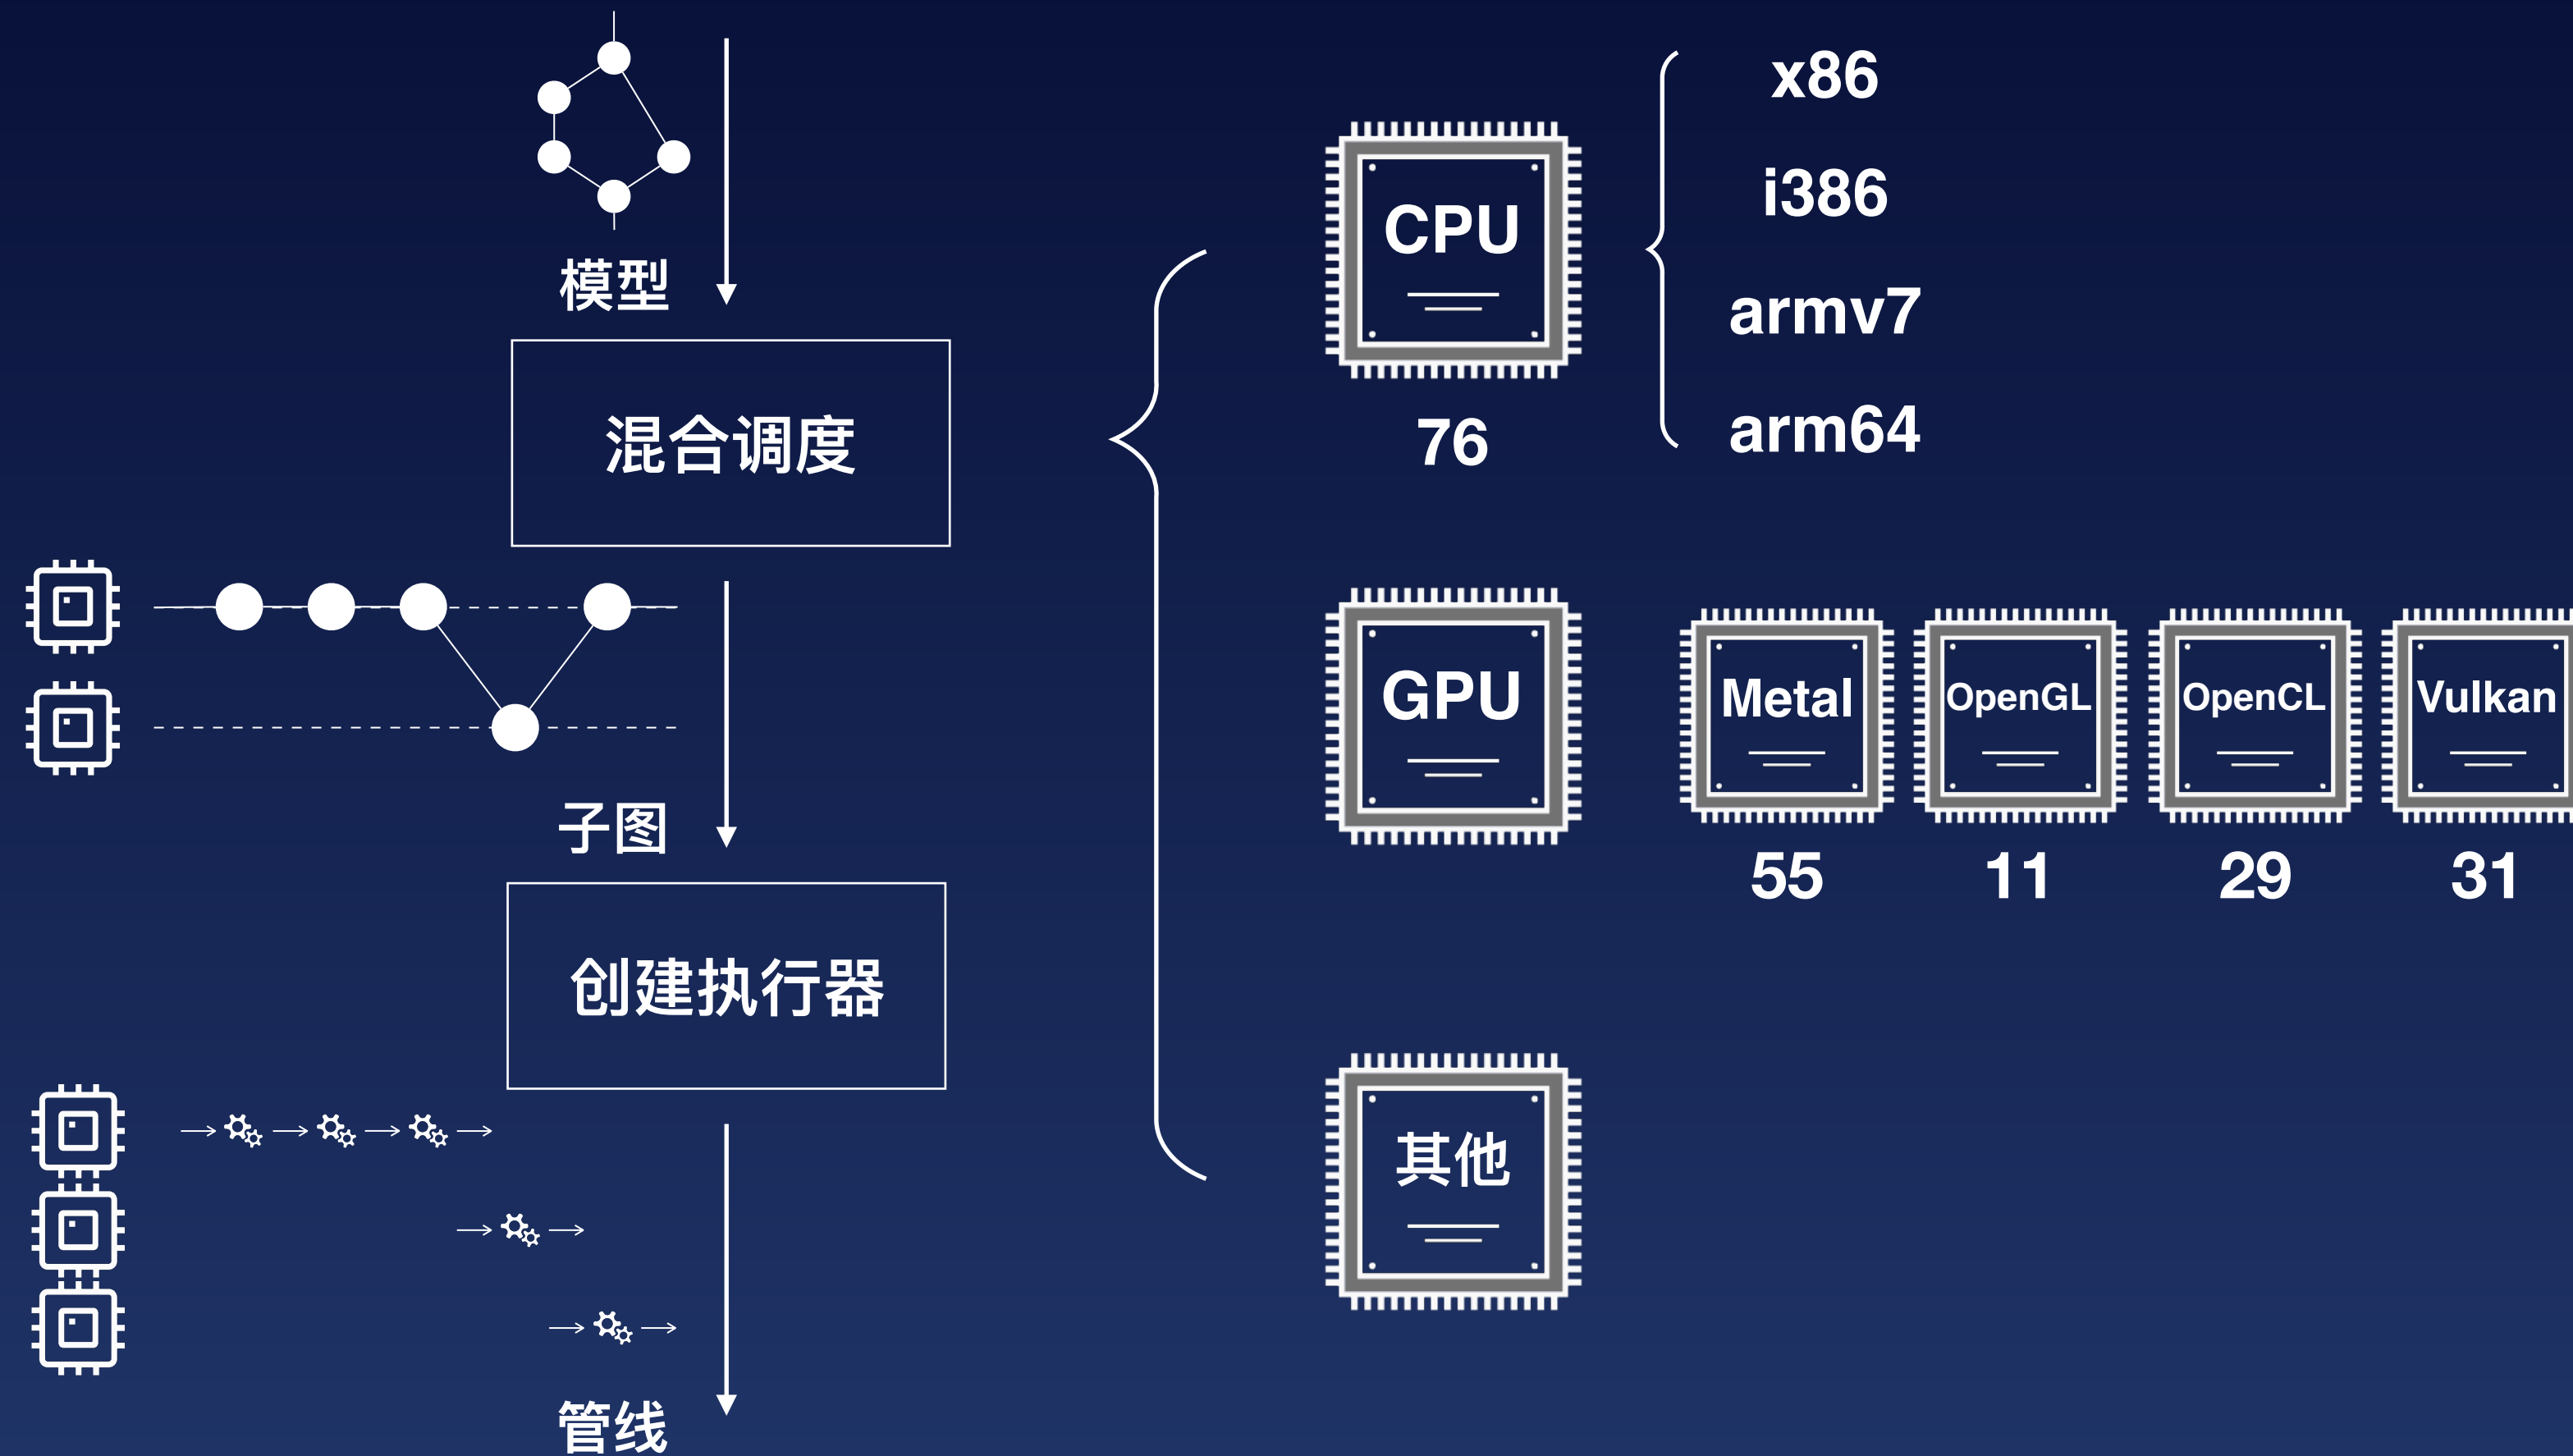 模型
混合调度
子图
创建执行器
管线
CPU
76
x86
i386
armv7
arm64
GPU
Metal
OpenGL
OpenCL
Vulkan
55
11
29
31
其他